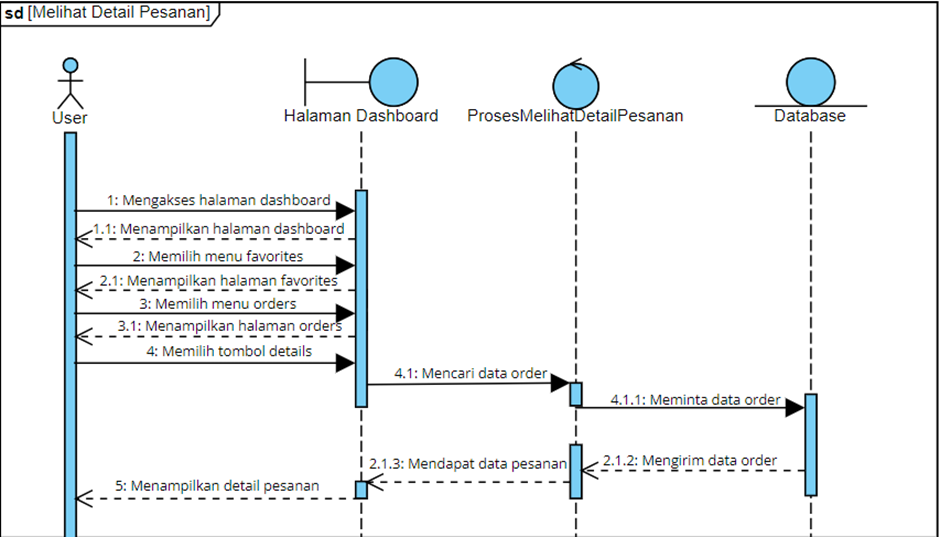 sd [Melihat Detail Pesanan]
User
Halaman Dashboard
ProsesMelihatDetailPesanan
Database
1: Mengakses halaman dashboard
1.1: Menampilkan halaman dashboard
2: Memilih menu favorites
2.1: Menampilkan halaman favorites
3: Memilih menu orders
3.1: Menampilkan halaman orders
4: Memilih tombol details
4.1: Mencari data order
4.1.1: Meminta data order
2.1.2: Mengirim data order
2.1.3: Mendapat data pesanan
5: Menampilkan detail pesanan